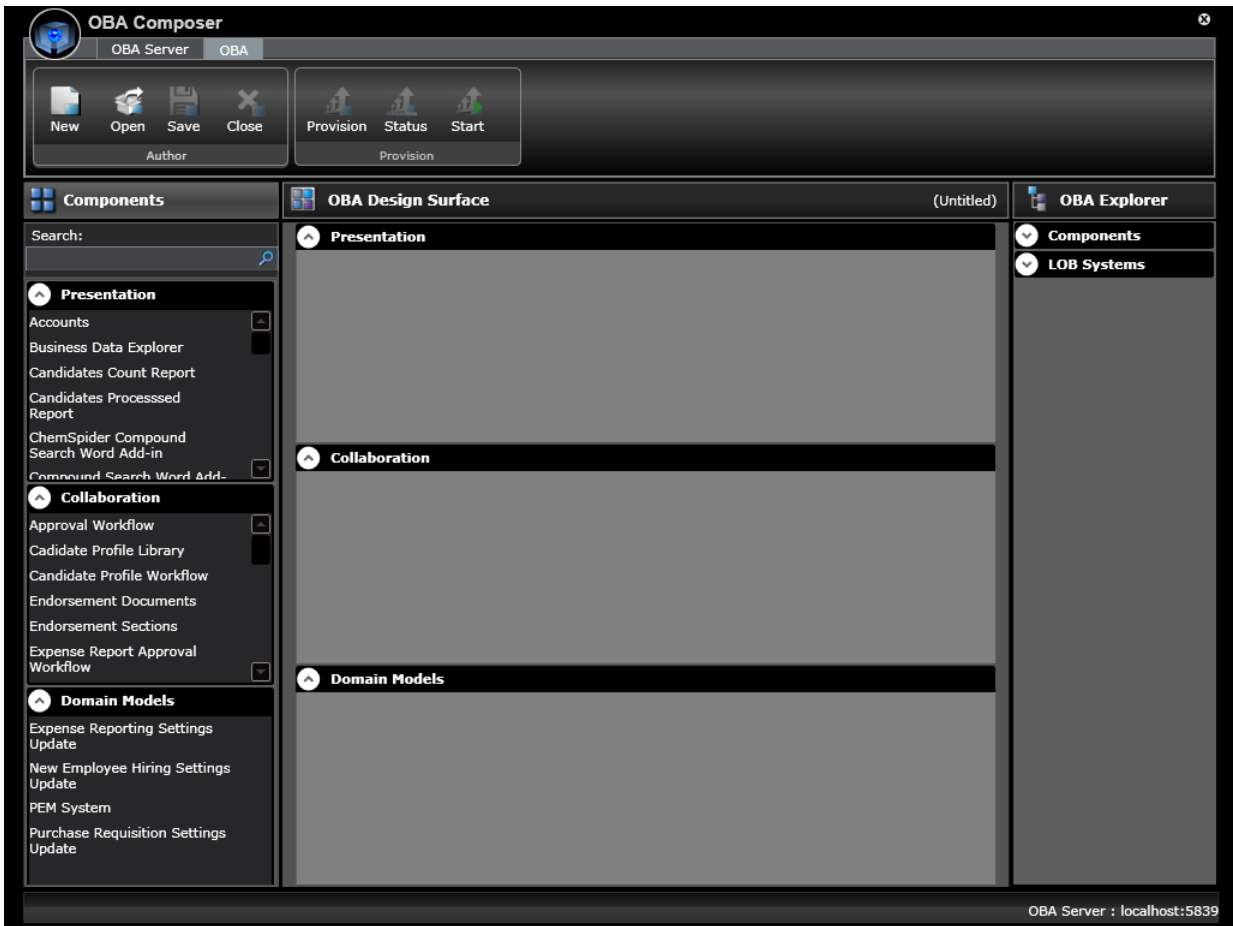 OBA Composer
OBA Server OBA
New Open Save Close
Author
Provision Status Start
Provision
Components
Search:
Presentation
Accounts
Business Data Explorer
Candidates Count Report
Candidates Processsed
Report
ChemSpider Compound
Search Word Add-in
Compound Search Word Add-
Collaboration
Approval Workflow
Cadidate Profile Library
Candidate Profile Workflow
Endorsement Documents
Endorsement Sections
Expense Report Approval
Workflow
Domain Models
Expense Reporting Settings
Update
New Employee Hiring Settings
Update
PEM System
Purchase Requisition Settings
Update
OBA Design Surface (Untitled)
Presentation
Collaboration
Domain Models
OBA Explorer
Components
LOB Systems
OBA Server : localhost:5839